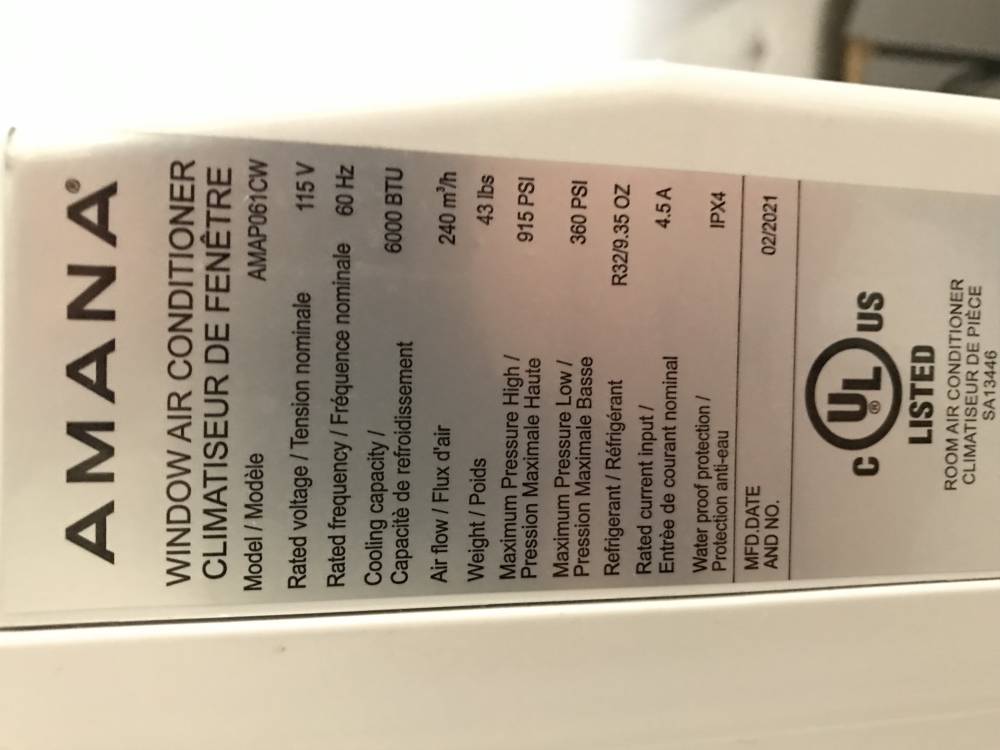 AMANA®
WINDOW AIR CONDITIONER
CLIMATISEUR DE FENÊTRE
Model / Modèle AMAP061CW
Rated voltage / Tension nominale 115 V
Rated frequency / Fréquence nominale 60 Hz
Cooling capacity /
Capacitè de refroidissement 6000 BTU
Air flow / Flux d'air 240 m³/h
Weight / Poids 43 lbs
Maximum Pressure High /
Pression Maximale Haute 915 PSI
Maximum Pressure Low /
Pression Maximale Basse 360 PSI
Refrigerant / Réfrigérant R32/9.35 OZ
Rated current input /
Entrèe de courant nominal 4.5 A
Water proof protection /
Protection anti-eau IPX4
MFD.DATE
AND NO. 02/2021
C UL® US
LISTED
ROOM AIR CONDITIONER
CLIMATISEUR DE PIÈCE
SA13446